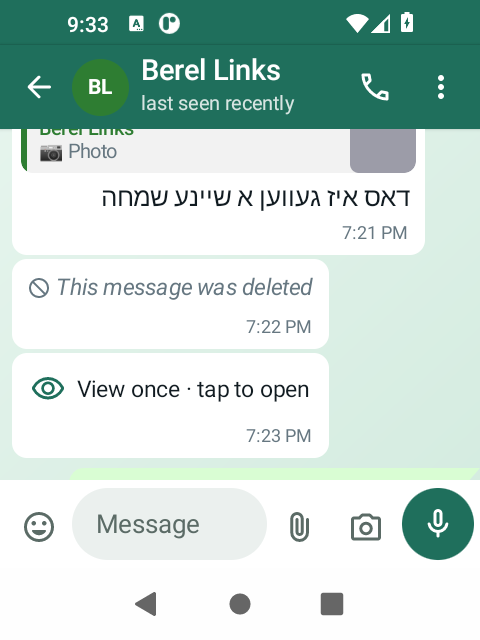 9:33
A
BL
Berel Links
last seen recently
Berel Links
📷 Photo
דאס איז געווען א שיינע שמחה
7:21 PM
This message was deleted
7:22 PM
View once · tap to open
7:23 PM
Message